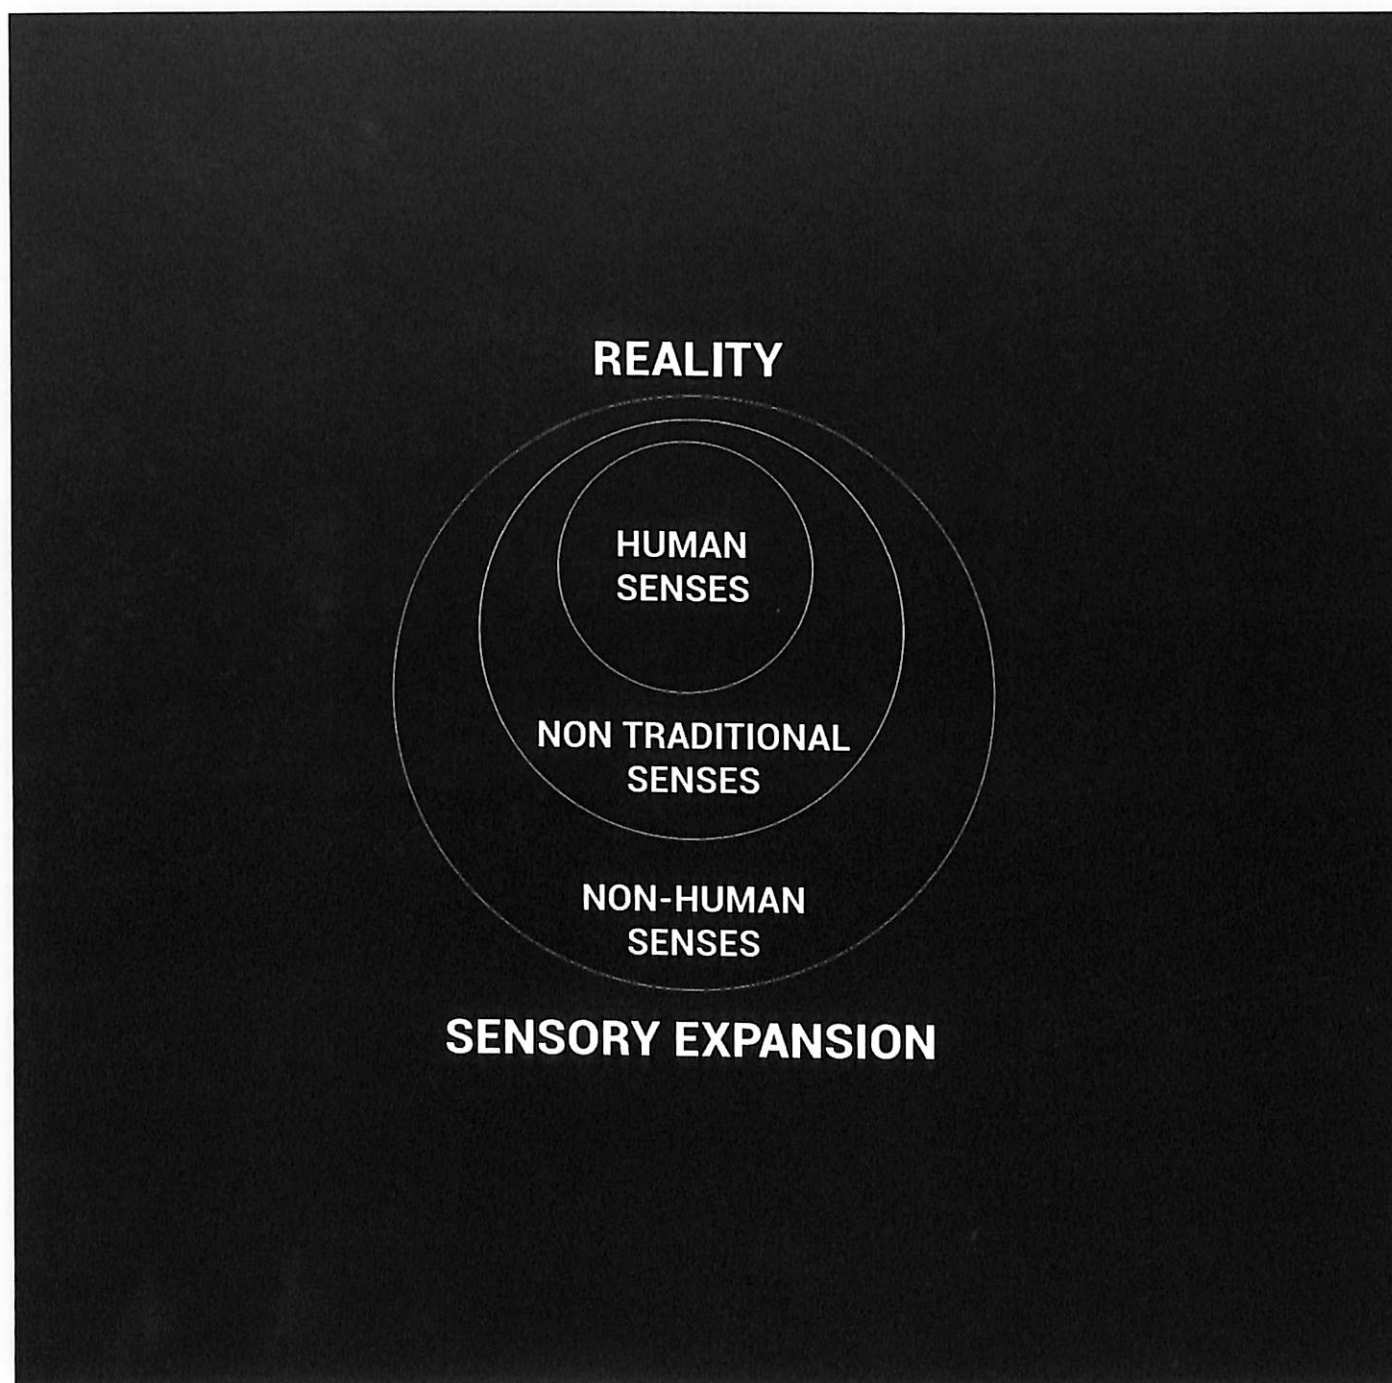 REALITY
HUMAN
SENSES
NON TRADITIONAL
SENSES
NON-HUMAN
SENSES
SENSORY EXPANSION